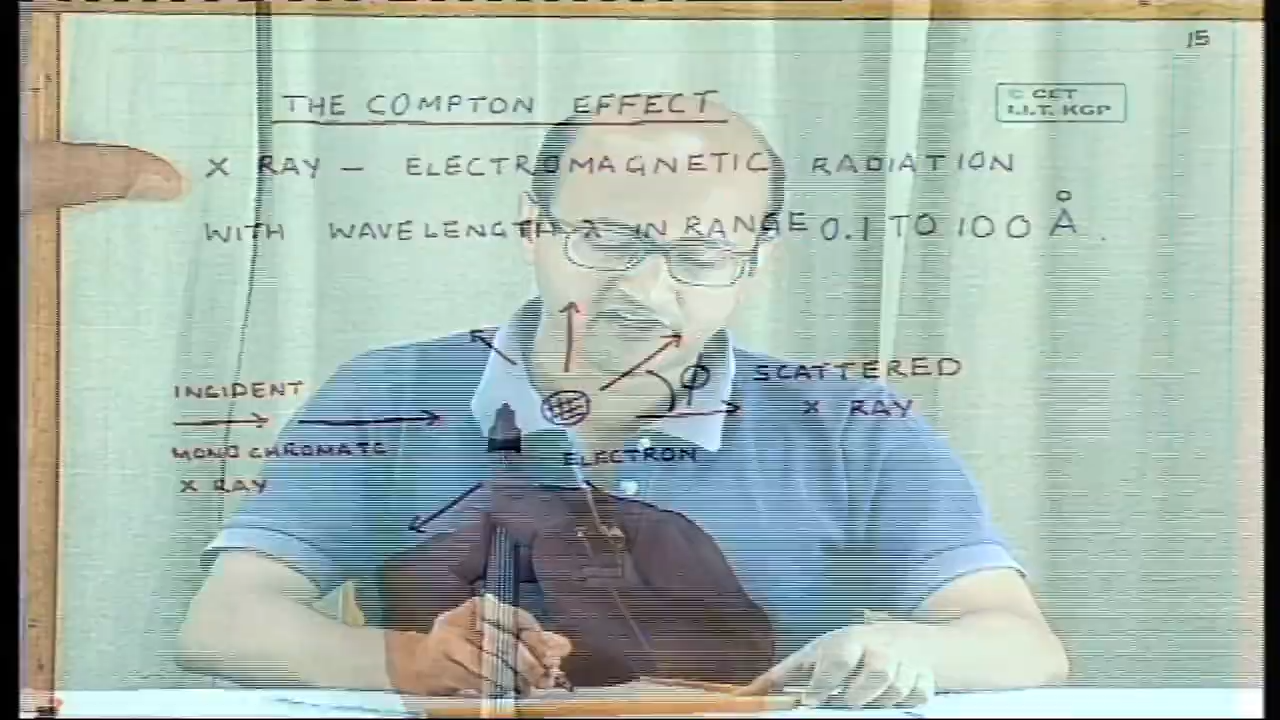 15
THE COMPTON EFFECT
© CET
I.I.T. KGP
X RAY — ELECTROMAGNETIC RADIATION
WITH WAVELENGTH λ IN RANGE 0.1 TO 100 Å.
INCIDENT
MONOCHROMATIC
X RAY
ϕ
SCATTERED
X RAY
ELECTRON